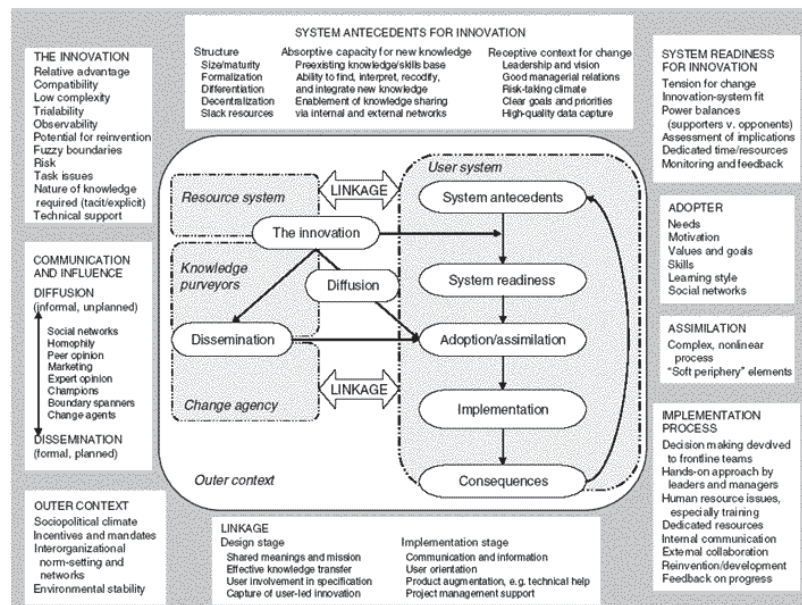 SYSTEM ANTECEDENTS FOR INNOVATION
Structure
Size/maturity
Formalization
Differentiation
Decentralization
Slack resources
Absorptive capacity for new knowledge
Preexisting knowledge/skills base
Ability to find, interpret, recodify,
and integrate new knowledge
Enablement of knowledge sharing
via internal and external networks
Receptive context for change
Leadership and vision
Good managerial relations
Risk-taking climate
Clear goals and priorities
High-quality data capture
THE INNOVATION
Relative advantage
Compatibility
Low complexity
Trialability
Observability
Potential for reinvention
Fuzzy boundaries
Risk
Task issues
Nature of knowledge
required (tacit/explicit)
Technical support
COMMUNICATION
AND INFLUENCE
DIFFUSION
(informal, unplanned)
Social networks
Homophily
Peer opinion
Marketing
Expert opinion
Champions
Boundary spanners
Change agents
DISSEMINATION
(formal, planned)
OUTER CONTEXT
Sociopolitical climate
Incentives and mandates
Interorganizational
norm-setting and
networks
Environmental stability
Resource system
LINKAGE
User system
System antecedents
The innovation
Knowledge
purveyors
Diffusion
System readiness
Dissemination
Adoption/assimilation
Change agency
LINKAGE
Implementation
Outer context
Consequences
LINKAGE
Design stage
Shared meanings and mission
Effective knowledge transfer
User involvement in specification
Capture of user-led innovation
Implementation stage
Communication and information
User orientation
Product augmentation, e.g. technical help
Project management support
SYSTEM READINESS
FOR INNOVATION
Tension for change
Innovation-system fit
Power balances
(supporters v. opponents)
Assessment of implications
Dedicated time/resources
Monitoring and feedback
ADOPTER
Needs
Motivation
Values and goals
Skills
Learning style
Social networks
ASSIMILATION
Complex, nonlinear
process
"Soft periphery" elements
IMPLEMENTATION
PROCESS
Decision making devolved
to frontline teams
Hands-on approach by
leaders and managers
Human resource issues,
especially training
Dedicated resources
Internal communication
External collaboration
Reinvention/development
Feedback on progress